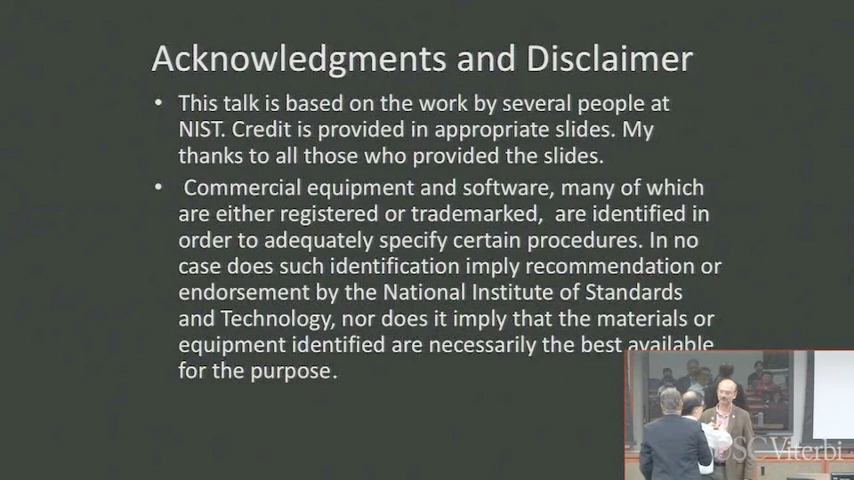 Acknowledgments and Disclaimer
• This talk is based on the work by several people at
NIST. Credit is provided in appropriate slides. My
thanks to all those who provided the slides.
• Commercial equipment and software, many of which
are either registered or trademarked, are identified in
order to adequately specify certain procedures. In no
case does such identification imply recommendation or
endorsement by the National Institute of Standards
and Technology, nor does it imply that the materials or
equipment identified are necessarily the best available
for the purpose.
USC Viterbi